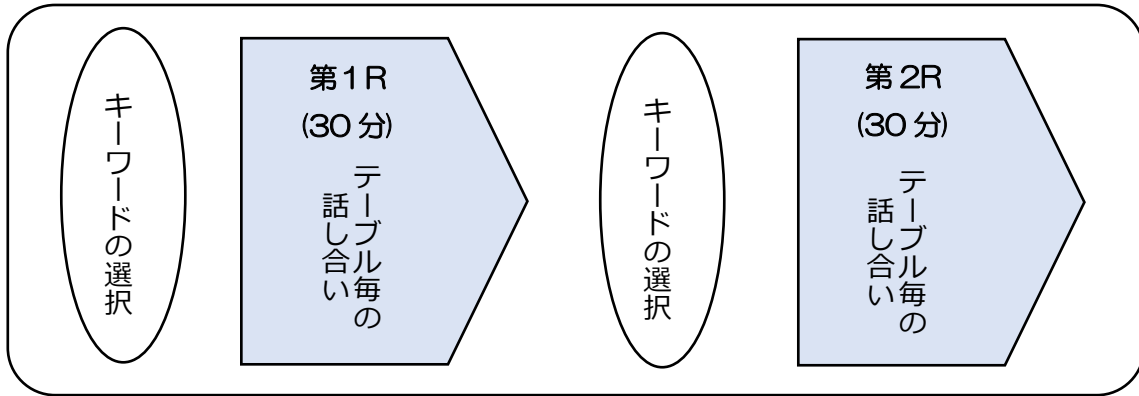 キーワードの選択
第1R
(30分)
テーブル毎の
話し合い
キーワードの選択
第2R
(30分)
テーブル毎の
話し合い